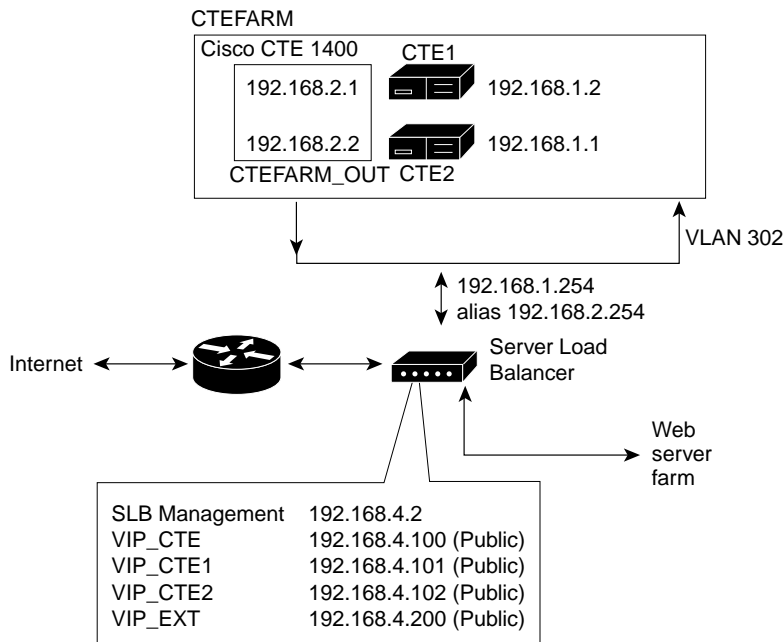 CTEFARM
Cisco CTE 1400
CTE1
192.168.2.1
192.168.1.2
192.168.2.2
192.168.1.1
CTEFARM_OUT
CTE2
VLAN 302
192.168.1.254
alias 192.168.2.254
Internet
Server Load
Balancer
Web
server
farm
SLB Management 192.168.4.2
VIP_CTE 192.168.4.100 (Public)
VIP_CTE1 192.168.4.101 (Public)
VIP_CTE2 192.168.4.102 (Public)
VIP_EXT 192.168.4.200 (Public)